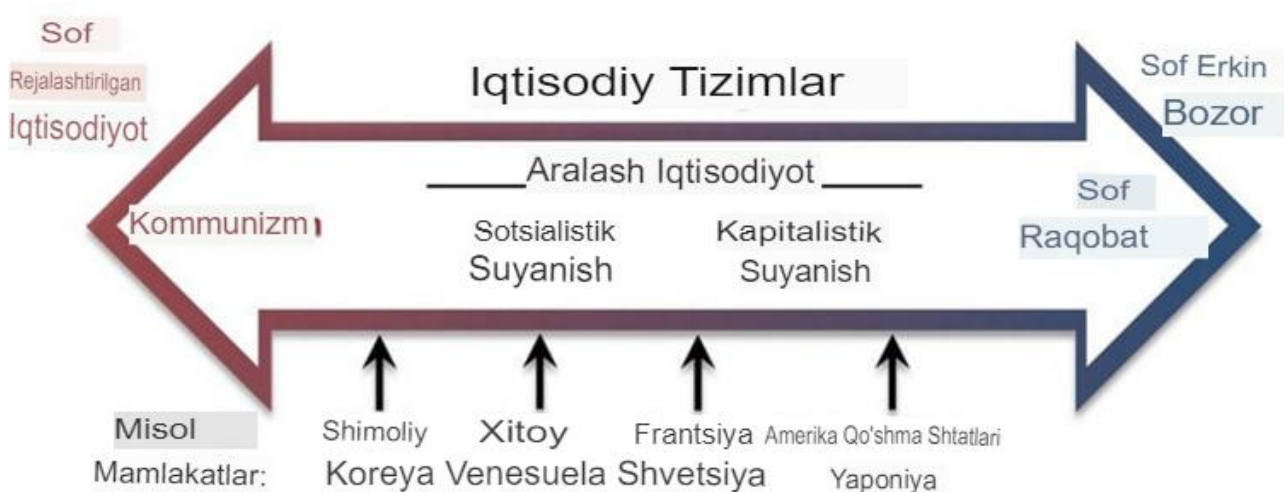 Sof
Rejalashtirilgan
Iqtisodiyot
Iqtisodiy Tizimlar
Sof Erkin
Bozor
Aralash Iqtisodiyot
Kommunizm
Sotsialistik
Suyanish
Kapitalistik
Suyanish
Sof
Raqobat
Misol
Mamlakatlar:
Shimoliy
Koreya
Xitoy
Venesuela
Frantsiya
Shvetsiya
Amerika Qo'shma Shtatlari
Yaponiya